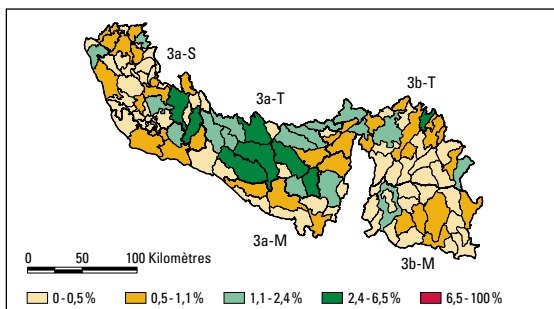 3a-S
3a-T
3b-T
3a-M
3b-M
0 50 100 Kilomètres
0-0,5 % 0,5-1,1 % 1,1-2,4 % 2,4-6,5 % 6,5-100 %